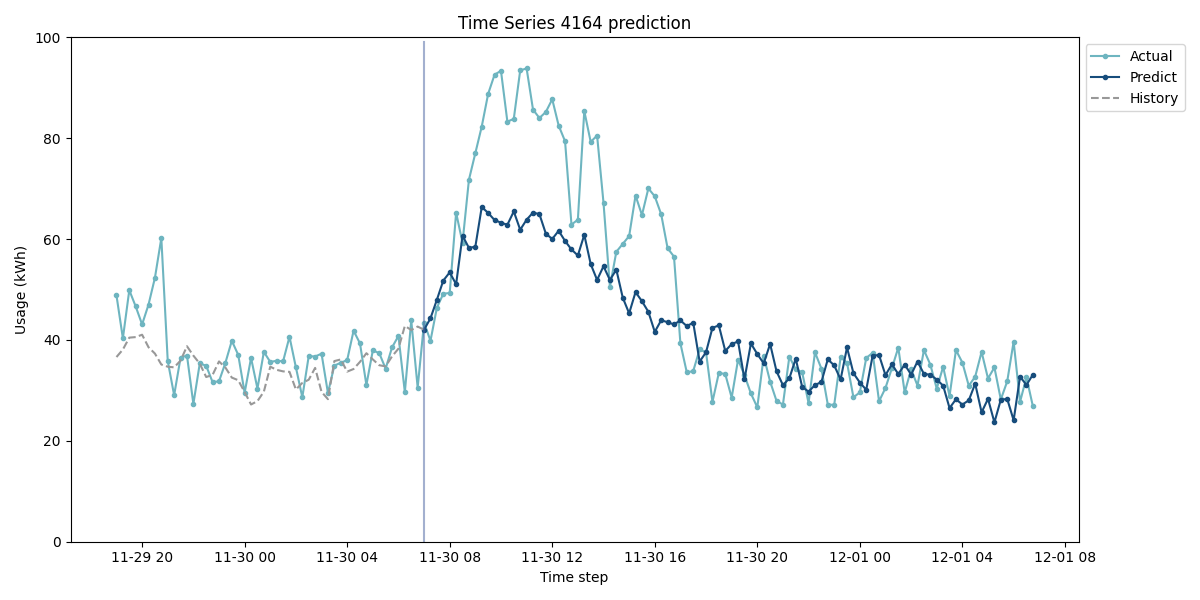 Time Series 4164 prediction
100
80
60
40
20
0
Usage (kWh)
11-29 20
11-30 00
11-30 04
11-30 08
11-30 12
11-30 16
11-30 20
12-01 00
12-01 04
12-01 08
Time step
Actual
Predict
History